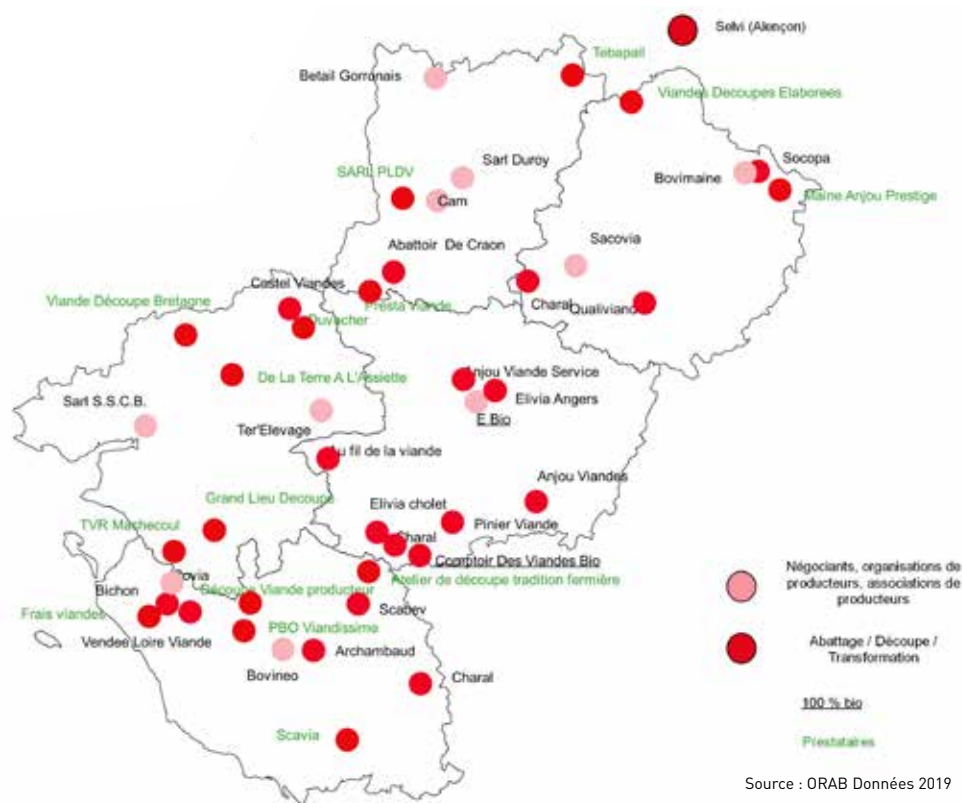 Selvi (Alençon)
Tebapail
Betail Gorronais
Viandes Decoupes Elaborees
Sarl Duroy
Socopa
SARL PLDV
Bovimaine
Maine Anjou Prestige
Cam
Sacovia
Abattoir De Craon
Castel Viandes
Viande Découpe Bretagne
Presta Viande
Charal
Qualiviand
Duvacher
De La Terre A L'Assiette
Anjou Viande Service
Elivia Angers
Sarl S.S.C.B.
E.Bio
Ter'Elevage
Au fil de la viande
Anjou Viandes
Grand Lieu Decoupe
Elivia cholet
TVR Machecoul
Charal
Pinier Viande
Comptoir Des Viandes Bio
Négociants, organisations de
producteurs, associations de
producteurs
Atelier de découpe tradition fermière
Bichon
Découpe Viande producteur
Frais viandes
Scabev
PBO Viandissimo
Vendee Loire Viande
Abattage / Découpe /
Transformation
Archambaud
Bovineo
Charal
100 % bio
Scavia
Prestataires
Source : ORAB Données 2019